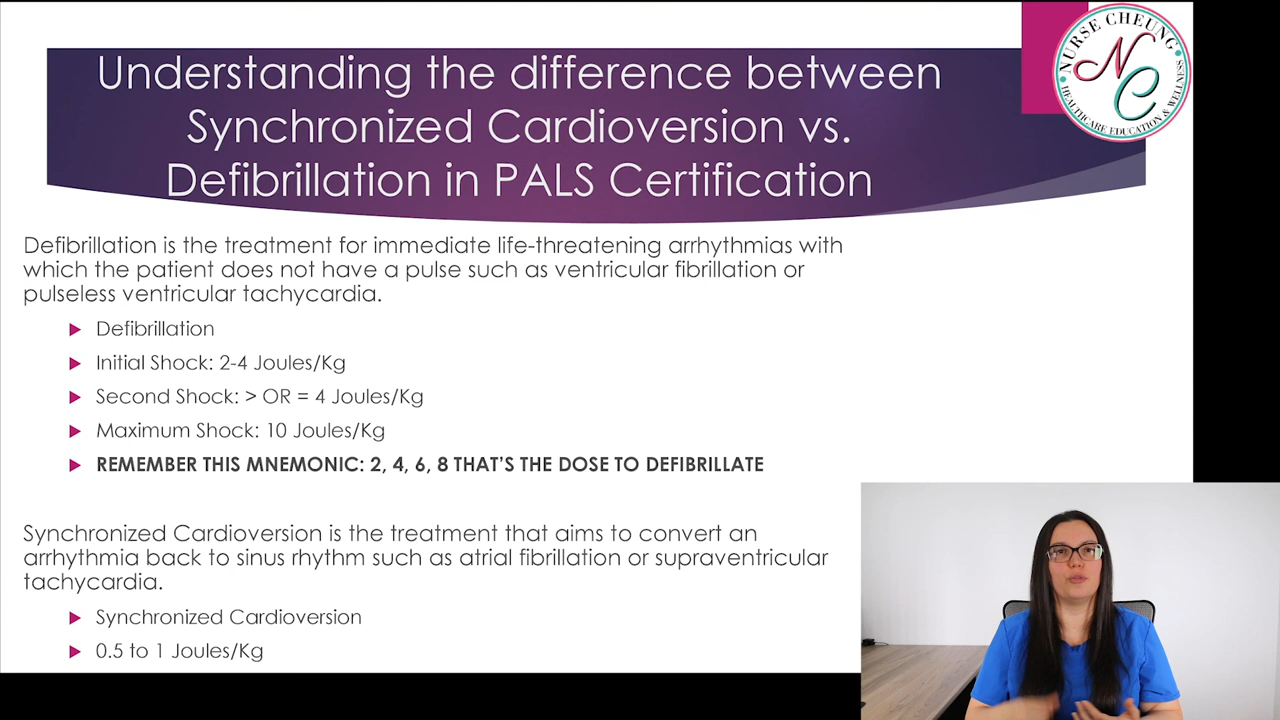 Understanding the difference between
Synchronized Cardioversion vs.
Defibrillation in PALS Certification
NURSE CHEUNG
NC
HEALTHCARE EDUCATION & WELLNESS
Defibrillation is the treatment for immediate life-threatening arrhythmias with
which the patient does not have a pulse such as ventricular fibrillation or
pulseless ventricular tachycardia.
Defibrillation
Initial Shock: 2-4 Joules/Kg
Second Shock: > OR = 4 Joules/Kg
Maximum Shock: 10 Joules/Kg
REMEMBER THIS MNEMONIC: 2, 4, 6, 8 THAT'S THE DOSE TO DEFIBRILLATE
Synchronized Cardioversion is the treatment that aims to convert an
arrhythmia back to sinus rhythm such as atrial fibrillation or supraventricular
tachycardia.
Synchronized Cardioversion
0.5 to 1 Joules/Kg